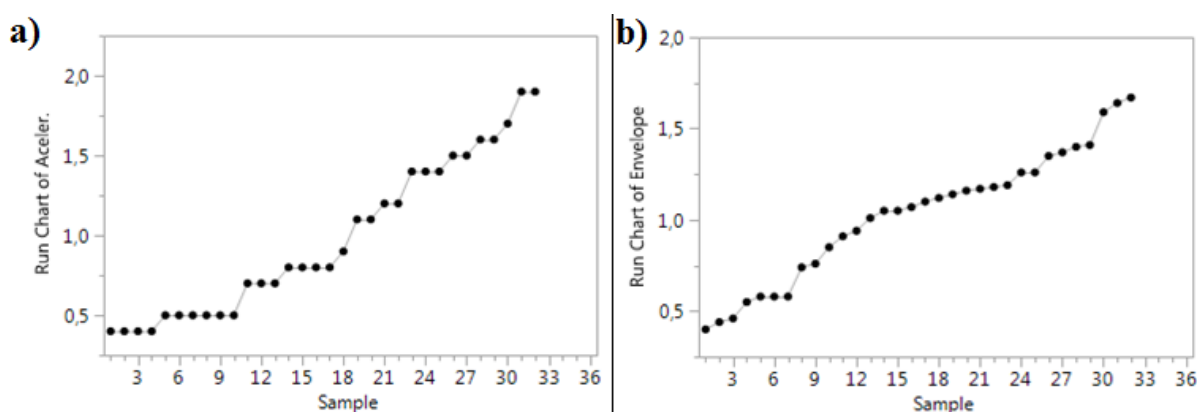 a)
Run Chart of Aceler.
2,0
1,5
1,0
0,5
3 6 9 12 15 18 21 24 27 30 33 36
Sample
b)
Run Chart of Envelope
2,0
1,5
1,0
0,5
3 6 9 12 15 18 21 24 27 30 33 36
Sample